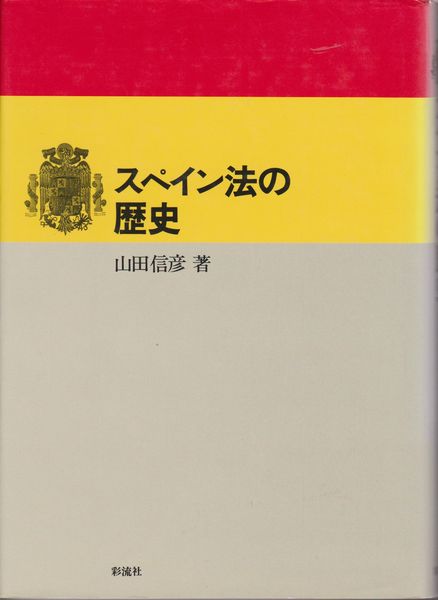 スペイン法の
歴史
山田信彦 著
彩流社